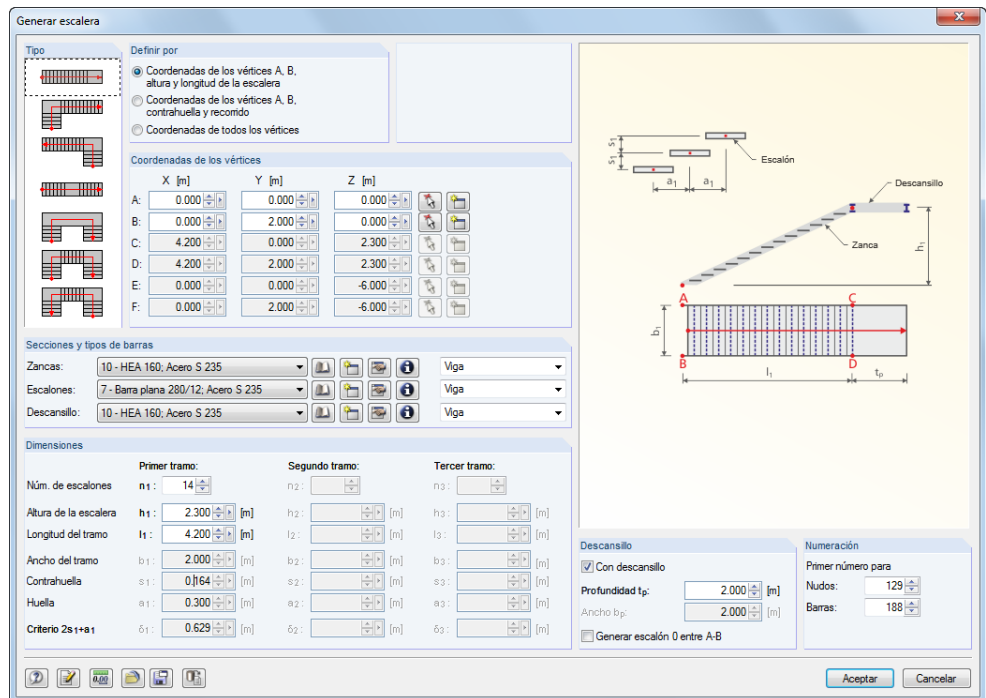 Generar escalera
Tipo
Definir por
Coordenadas de los vértices A, B,
altura y longitud de la escalera
Coordenadas de los vértices A, B,
contrahuella y recorrido
Coordenadas de todos los vértices
Coordenadas de los vértices
X [m] Y [m] Z [m]
A: 0.000 0.000 0.000
B: 0.000 2.000 0.000
C: 4.200 0.000 2.300
D: 4.200 2.000 2.300
E: 0.000 0.000 -6.000
F: 0.000 2.000 -6.000
Secciones y tipos de barras
Zancas: 10 - HEA 160; Acero S 235 Viga
Escalones: 7 - Barra plana 280/12; Acero S 235 Viga
Descansillo: 10 - HEA 160; Acero S 235 Viga
Dimensiones
Primer tramo: Segundo tramo: Tercer tramo:
Núm. de escalones n1: 14 n2: n3:
Altura de la escalera h1: 2.300 [m] h2: [m] h3: [m]
Longitud del tramo l1: 4.200 [m] l2: [m] l3: [m]
Ancho del tramo b1: 2.000 [m] b2: [m] b3: [m]
Contrahuella s1: 0.164 [m] s2: [m] s3: [m]
Huella a1: 0.300 [m] a2: [m] a3: [m]
Criterio 2s1+a1 δ1: 0.629 [m] δ2: [m] δ3: [m]
s1
s1
Escalón
a1 a1
Descansillo
Zanca
h1
A C
b1
B D
l1 tp
Descansillo
Con descansillo
Profundidad tp: 2.000 [m]
Ancho bp: 2.000 [m]
Generar escalón 0 entre A-B
Numeración
Primer número para
Nudos: 129
Barras: 188
0,00
Aceptar Cancelar